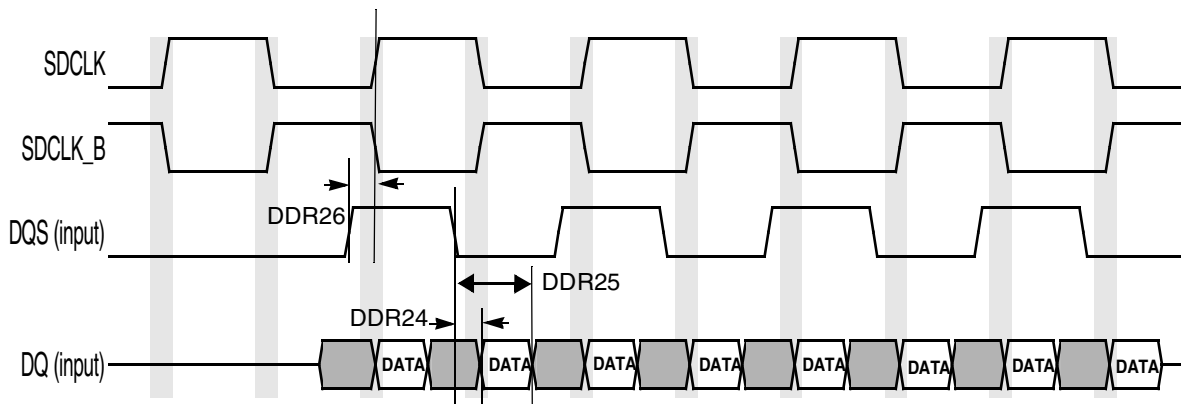 SDCLK
SDCLK_B
DDR26
DQS (input)
DDR25
DDR24
DQ (input)
DATA DATA DATA DATA DATA DATA DATA DATA